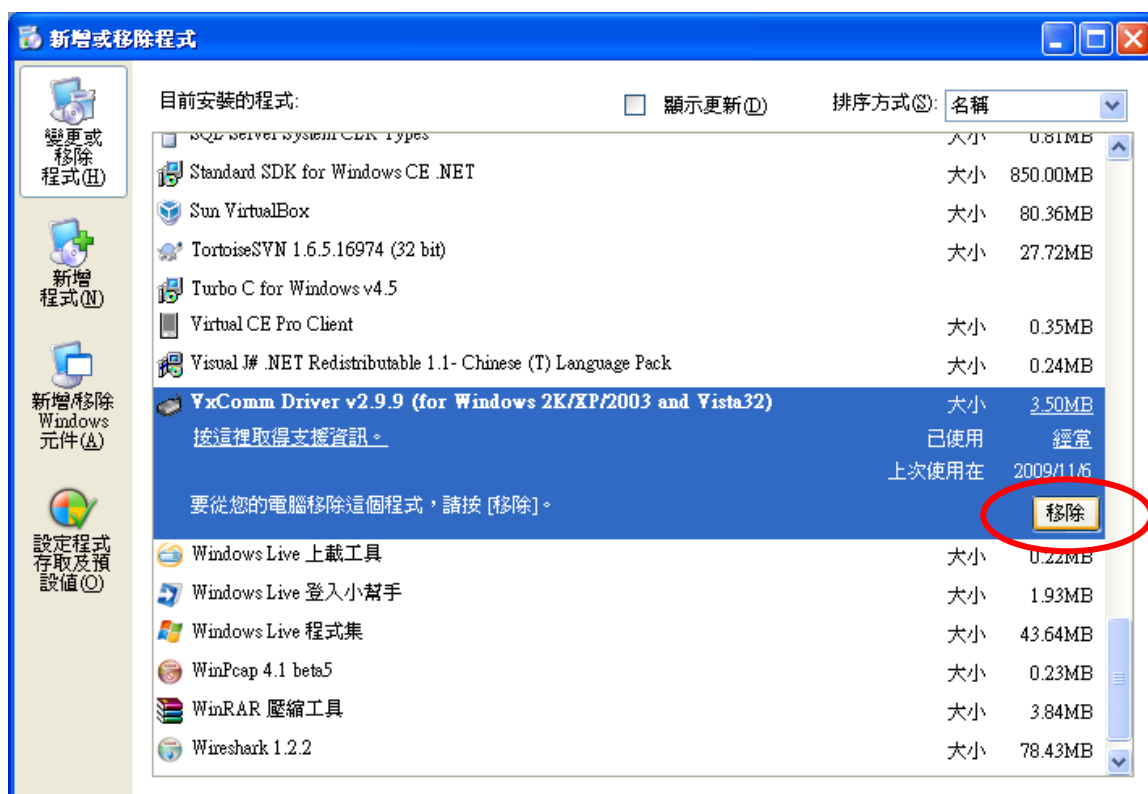 新增或移除程式
變更或
移除
程式(H)
新增
程式(N)
新增/移除
Windows
元件(A)
設定程式
存取及預
設值(O)
目前安裝的程式:
顯示更新(D)
排序方式(S): 名稱
SQL Server System CLR Types 大小 0.81MB
Standard SDK for Windows CE .NET 大小 850.00MB
Sun VirtualBox 大小 80.36MB
TortoiseSVN 1.6.5.16974 (32 bit) 大小 27.72MB
Turbo C for Windows v4.5
Virtual CE Pro Client 大小 0.35MB
Visual J# .NET Redistributable 1.1- Chinese (T) Language Pack 大小 0.24MB
VxComm Driver v2.9.9 (for Windows 2K/XP/2003 and Vista32) 大小 3.50MB
按這裡取得支援資訊。 已使用 經常
上次使用在 2009/11/6
要從您的電腦移除這個程式，請按 [移除]。 移除
Windows Live 上載工具 大小 0.22MB
Windows Live 登入小幫手 大小 1.93MB
Windows Live 程式集 大小 43.64MB
WinPcap 4.1 beta5 大小 0.23MB
WinRAR 壓縮工具 大小 3.84MB
Wireshark 1.2.2 大小 78.43MB